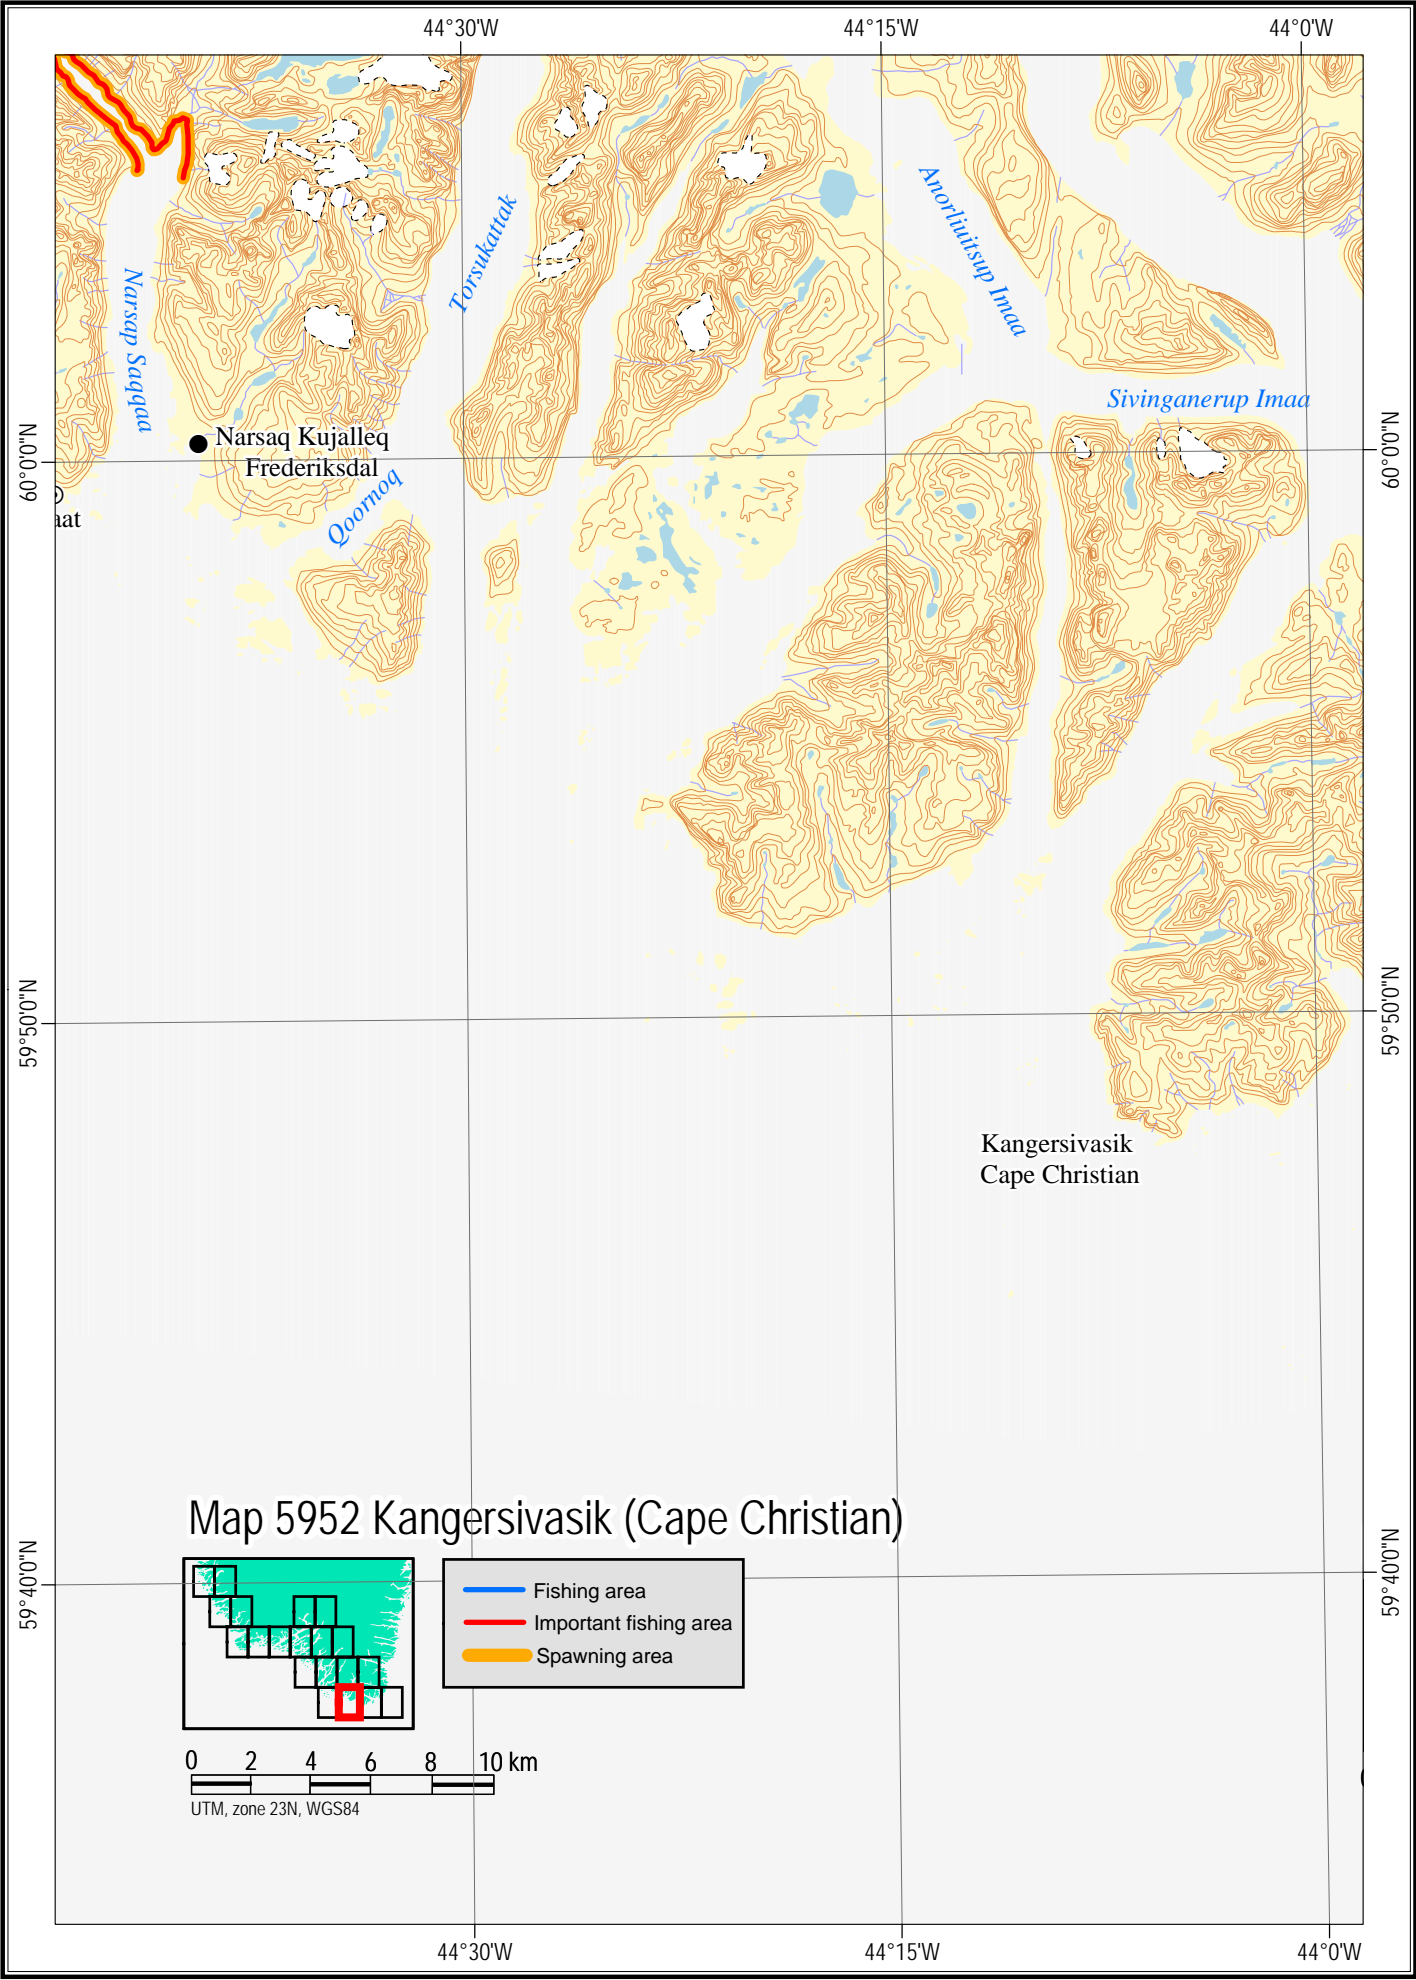 44°30'W
44°15'W
44°0'W
Anorliuitsup Imaa
Torsukattak
Narsap Saqqaa
Sivinganerup Imaa
60°0'0"N
60°0'0"N
Narsaq Kujalleq
Frederiksdal
Qoornoq
aat
59°50'0"N
59°50'0"N
Kangersivasik
Cape Christian
Map 5952 Kangersivasik (Cape Christian)
59°40'0"N
59°40'0"N
Fishing area
Important fishing area
Spawning area
0 2 4 6 8 10 km
UTM, zone 23N, WGS84
44°30'W
44°15'W
44°0'W